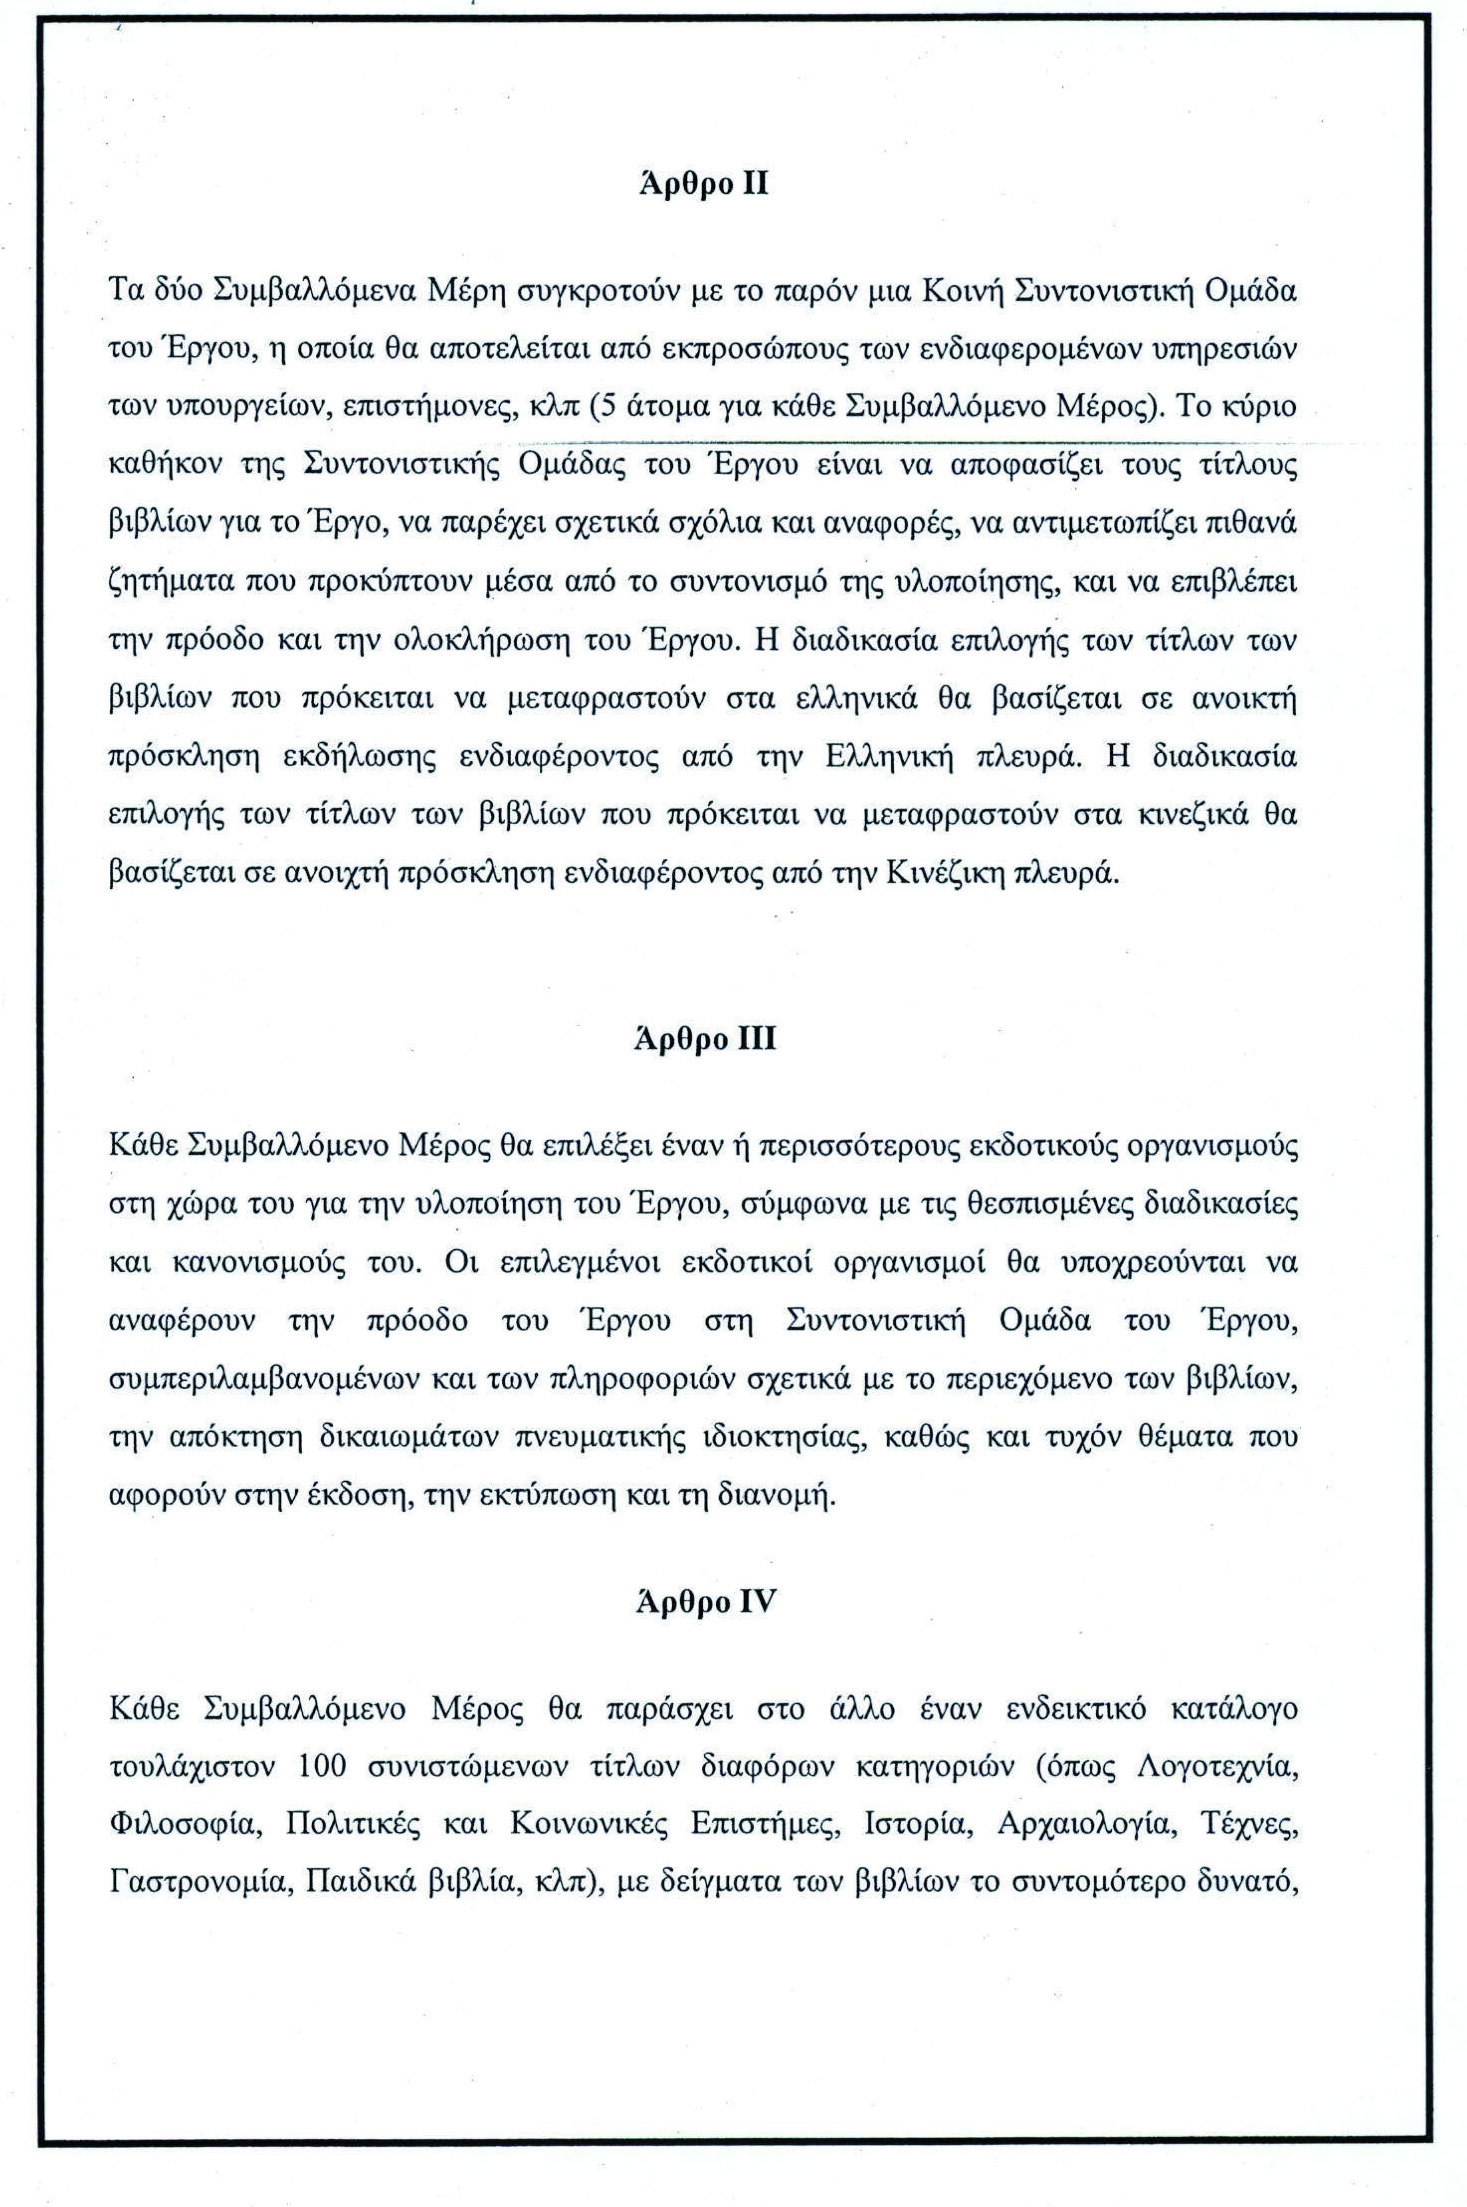 Άρθρο II
Τα δύο Συμβαλλόμενα Μέρη συγκροτούν με το παρόν μια Κοινή Συντονιστική Ομάδα
του Έργου, η οποία θα αποτελείται από εκπροσώπους των ενδιαφερομένων υπηρεσιών
των υπουργείων, επιστήμονες, κλπ (5 άτομα για κάθε Συμβαλλόμενο Μέρος). Το κύριο
καθήκον της Συντονιστικής Ομάδας του Έργου είναι να αποφασίζει τους τίτλους
βιβλίων για το Έργο, να παρέχει σχετικά σχόλια και αναφορές, να αντιμετωπίζει πιθανά
ζητήματα που προκύπτουν μέσα από το συντονισμό της υλοποίησης, και να επιβλέπει
την πρόοδο και την ολοκλήρωση του Έργου. Η διαδικασία επιλογής των τίτλων των
βιβλίων που πρόκειται να μεταφραστούν στα ελληνικά θα βασίζεται σε ανοικτή
πρόσκληση εκδήλωσης ενδιαφέροντος από την Ελληνική πλευρά. Η διαδικασία
επιλογής των τίτλων των βιβλίων που πρόκειται να μεταφραστούν στα κινεζικά θα
βασίζεται σε ανοιχτή πρόσκληση ενδιαφέροντος από την Κινέζικη πλευρά.
Άρθρο III
Κάθε Συμβαλλόμενο Μέρος θα επιλέξει έναν ή περισσότερους εκδοτικούς οργανισμούς
στη χώρα του για την υλοποίηση του Έργου, σύμφωνα με τις θεσπισμένες διαδικασίες
και κανονισμούς του. Οι επιλεγμένοι εκδοτικοί οργανισμοί θα υποχρεούνται να
αναφέρουν την πρόοδο του Έργου στη Συντονιστική Ομάδα του Έργου,
συμπεριλαμβανομένων και των πληροφοριών σχετικά με το περιεχόμενο των βιβλίων,
την απόκτηση δικαιωμάτων πνευματικής ιδιοκτησίας, καθώς και τυχόν θέματα που
αφορούν στην έκδοση, την εκτύπωση και τη διανομή.
Άρθρο IV
Κάθε Συμβαλλόμενο Μέρος θα παράσχει στο άλλο έναν ενδεικτικό κατάλογο
τουλάχιστον 100 συνιστώμενων τίτλων διαφόρων κατηγοριών (όπως Λογοτεχνία,
Φιλοσοφία, Πολιτικές και Κοινωνικές Επιστήμες, Ιστορία, Αρχαιολογία, Τέχνες,
Γαστρονομία, Παιδικά βιβλία, κλπ), με δείγματα των βιβλίων το συντομότερο δυνατό,